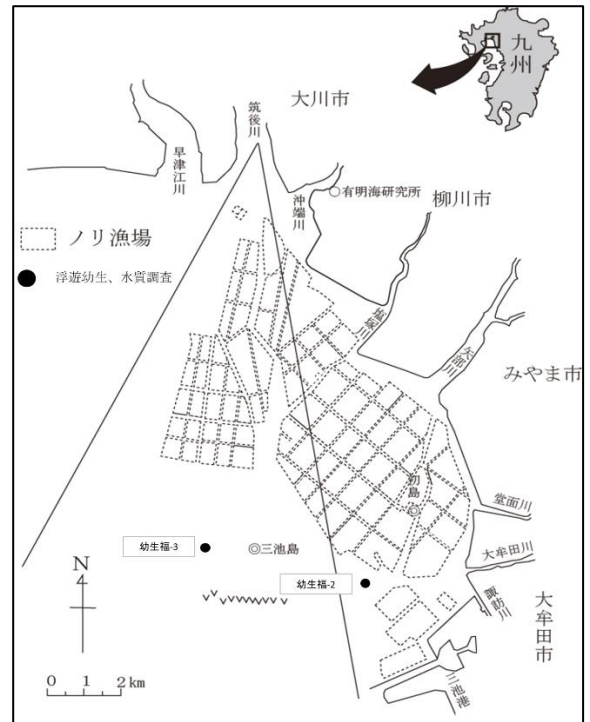 九州
大川市
筑後川
早津江川
沖端川
◎有明海研究所
柳川市
ノリ漁場
浮遊幼生、水質調査
塩塚川
矢部川
みやま市
初島
堂面川
幼生福-3
◎三池島
大牟田川
幼生福-2
諏訪川
大牟田市
N
三池港
0 1 2km